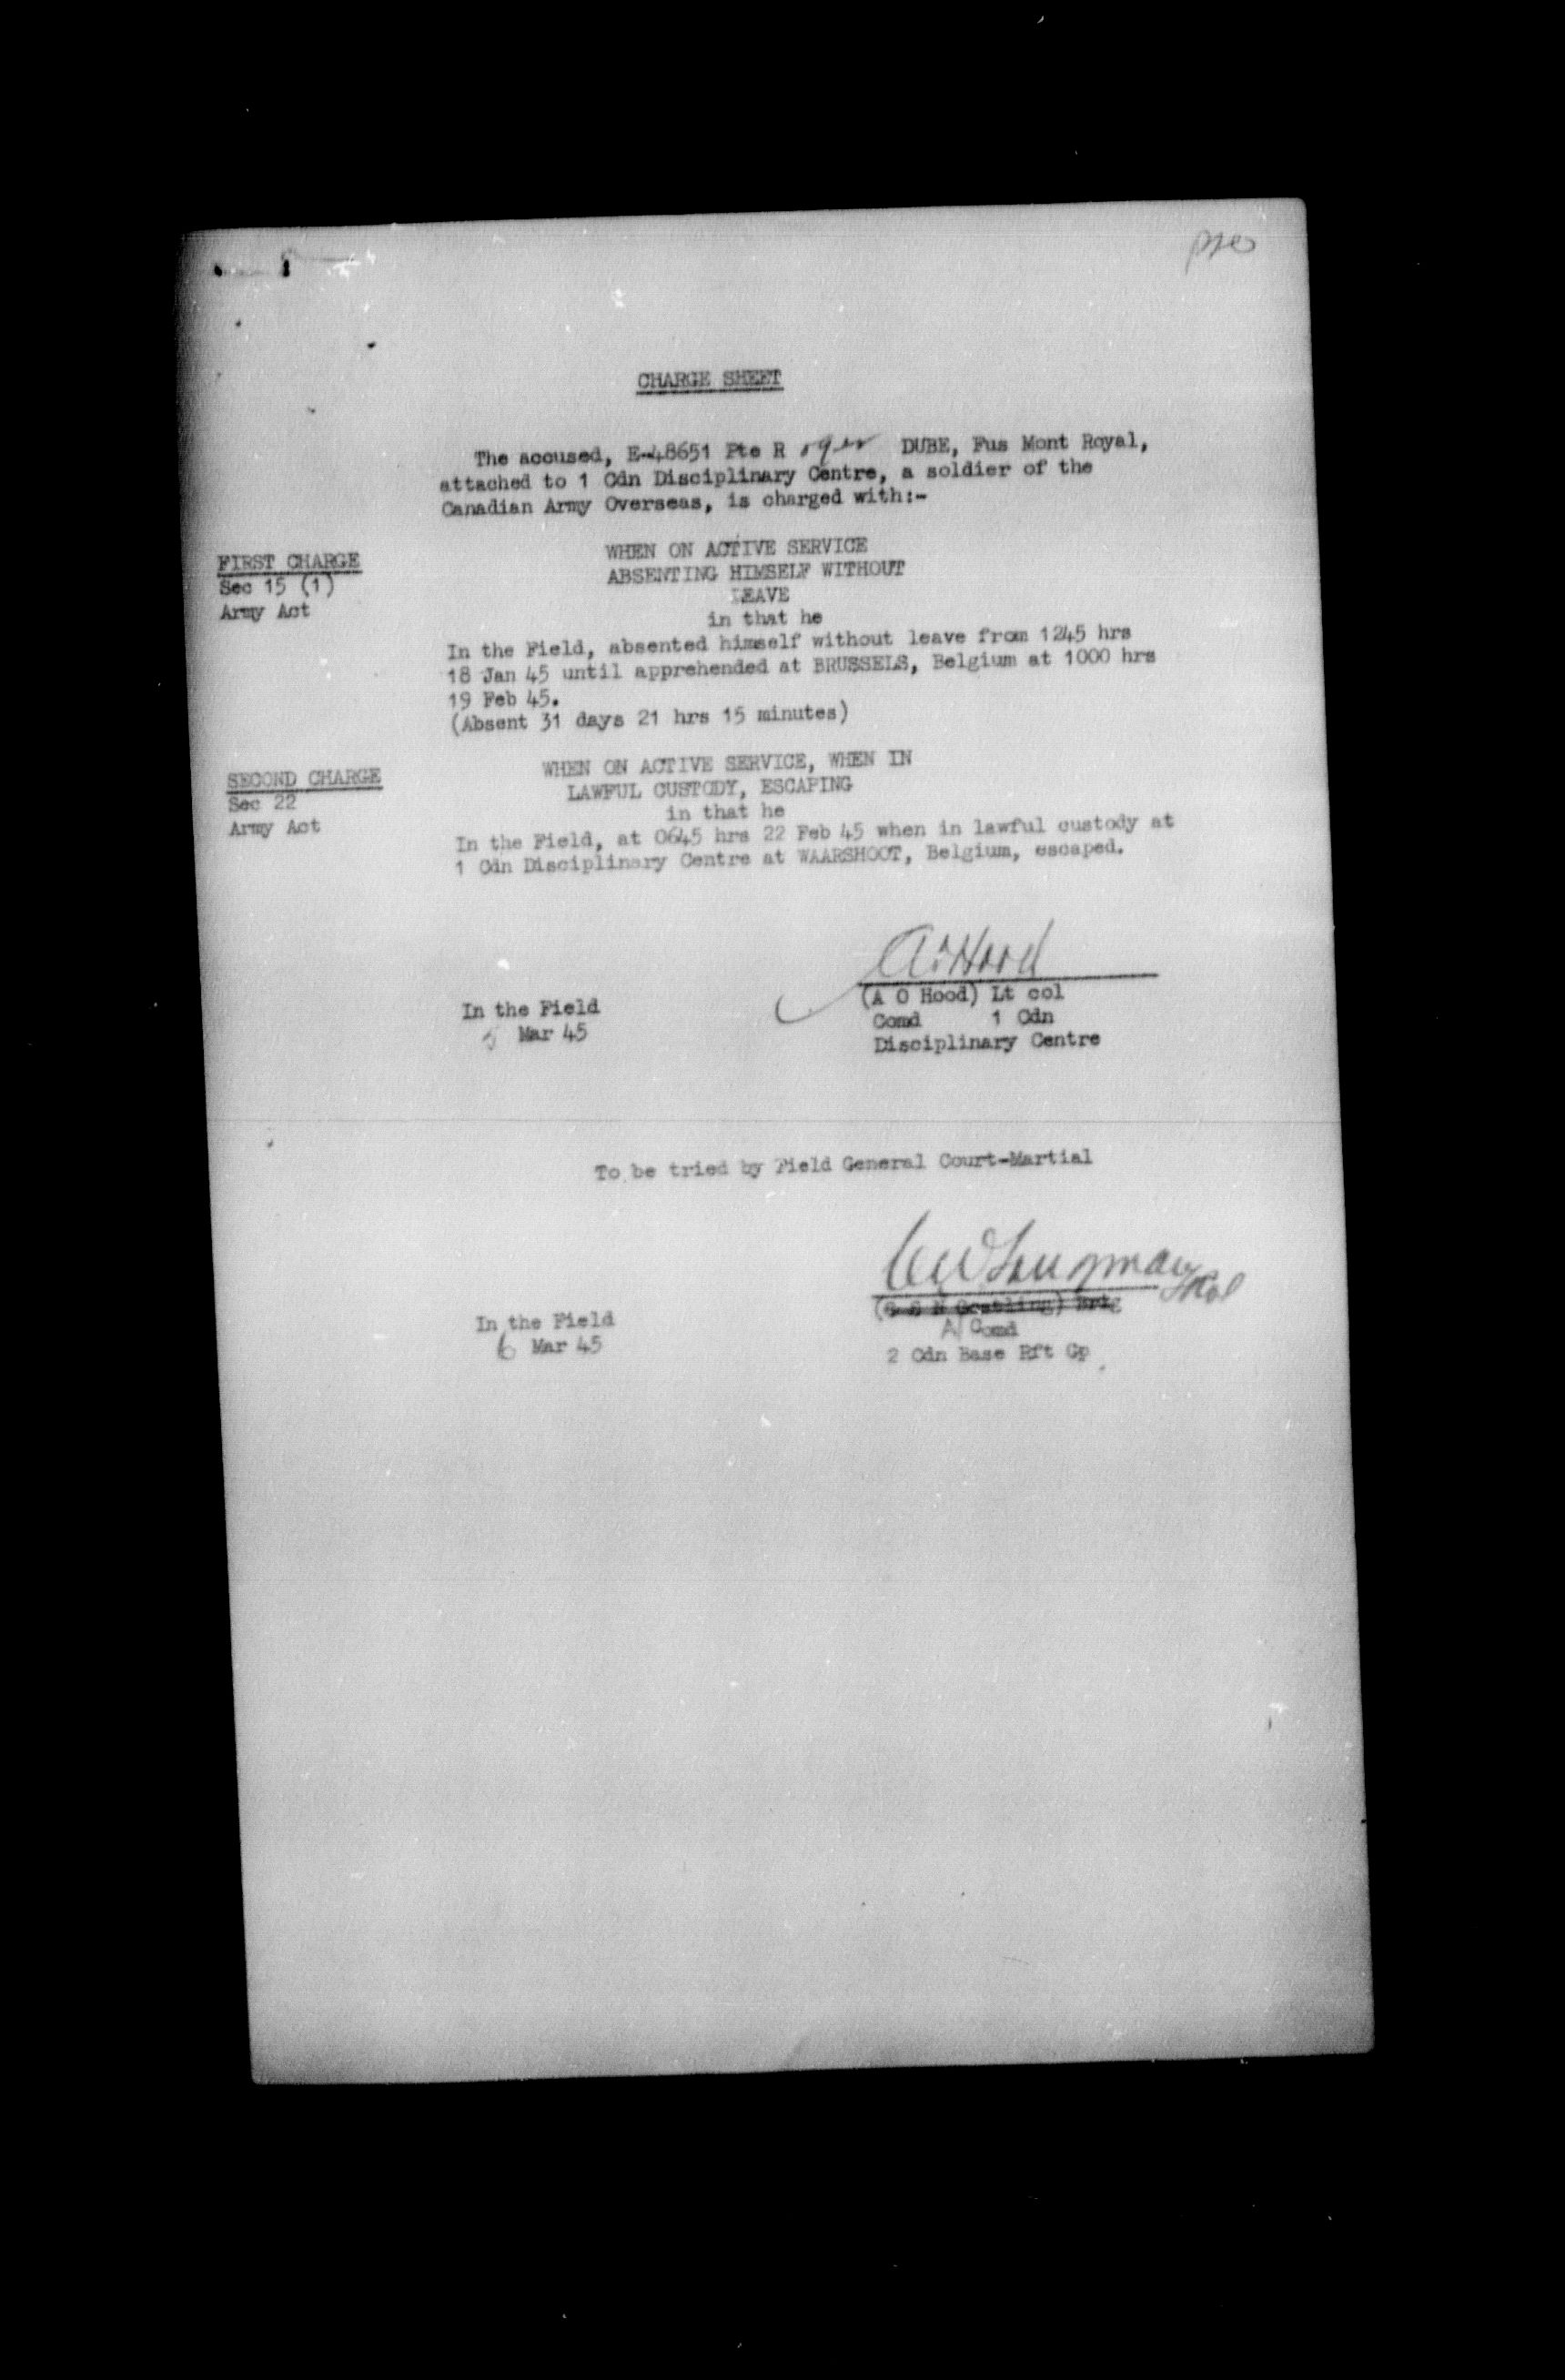 CHARGE SHEET
The accused, E-48651 Pte R oger DUBE, Fus Mont Royal,
attached to 1 Cdn Disciplinary Centre, a soldier of the
Canadian Army Overseas, is charged with:-
FIRST CHARGE
Sec 15 (1)
Army Act
WHEN ON ACTIVE SERVICE
ABSENTING HIMSELF WITHOUT
LEAVE
in that he
In the Field, absented himself without leave from 1245 hrs
18 Jan 45 until apprehended at BRUSSELS, Belgium at 1000 hrs
19 Feb 45.
(Absent 31 days 21 hrs 15 minutes)
SECOND CHARGE
Sec 22
Army Act
WHEN ON ACTIVE SERVICE, WHEN IN
LAWFUL CUSTODY, ESCAPING
in that he
In the Field, at 0645 hrs 22 Feb 45 when in lawful custody at
1 Cdn Disciplinary Centre at WAARSHOOT, Belgium, escaped.
A O Hood
(A O Hood) Lt col
Comd 1 Cdn
Disciplinary Centre
In the Field
5 Mar 45
To be tried by Field General Court-Martial
In the Field
6 Mar 45
A/Comd
2 Cdn Base Rft Gp